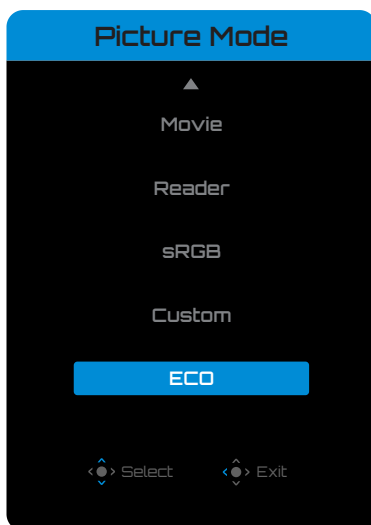 Picture Mode
Movie
Reader
sRGB
Custom
ECO
Select Exit